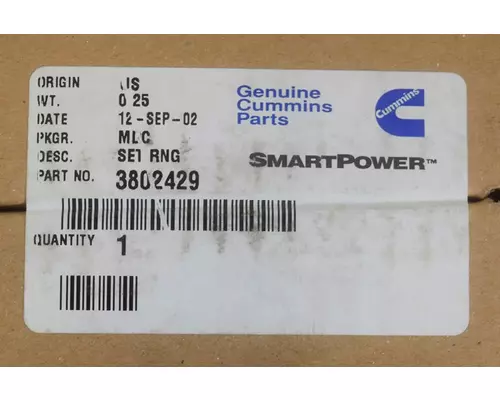 ORIGIN US
WT. 0.25
DATE 12-SEP-02
PKGR. MLC
DESC. SET RNG
PART NO. 3802429
QUANTITY 1
Genuine
Cummins
Parts
Cummins
SMARTPOWER™